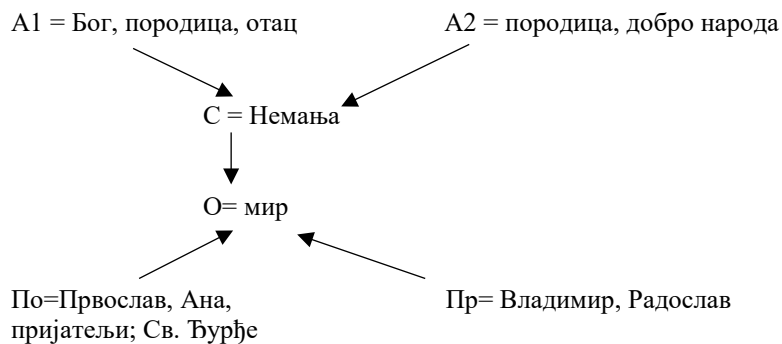 А1 = Бог, породица, отац
А2 = породица, добро народа
С = Немања
О= мир
По=Првослав, Ана,
пријатељи; Св. Ђурђе
Пр= Владимир, Радослав